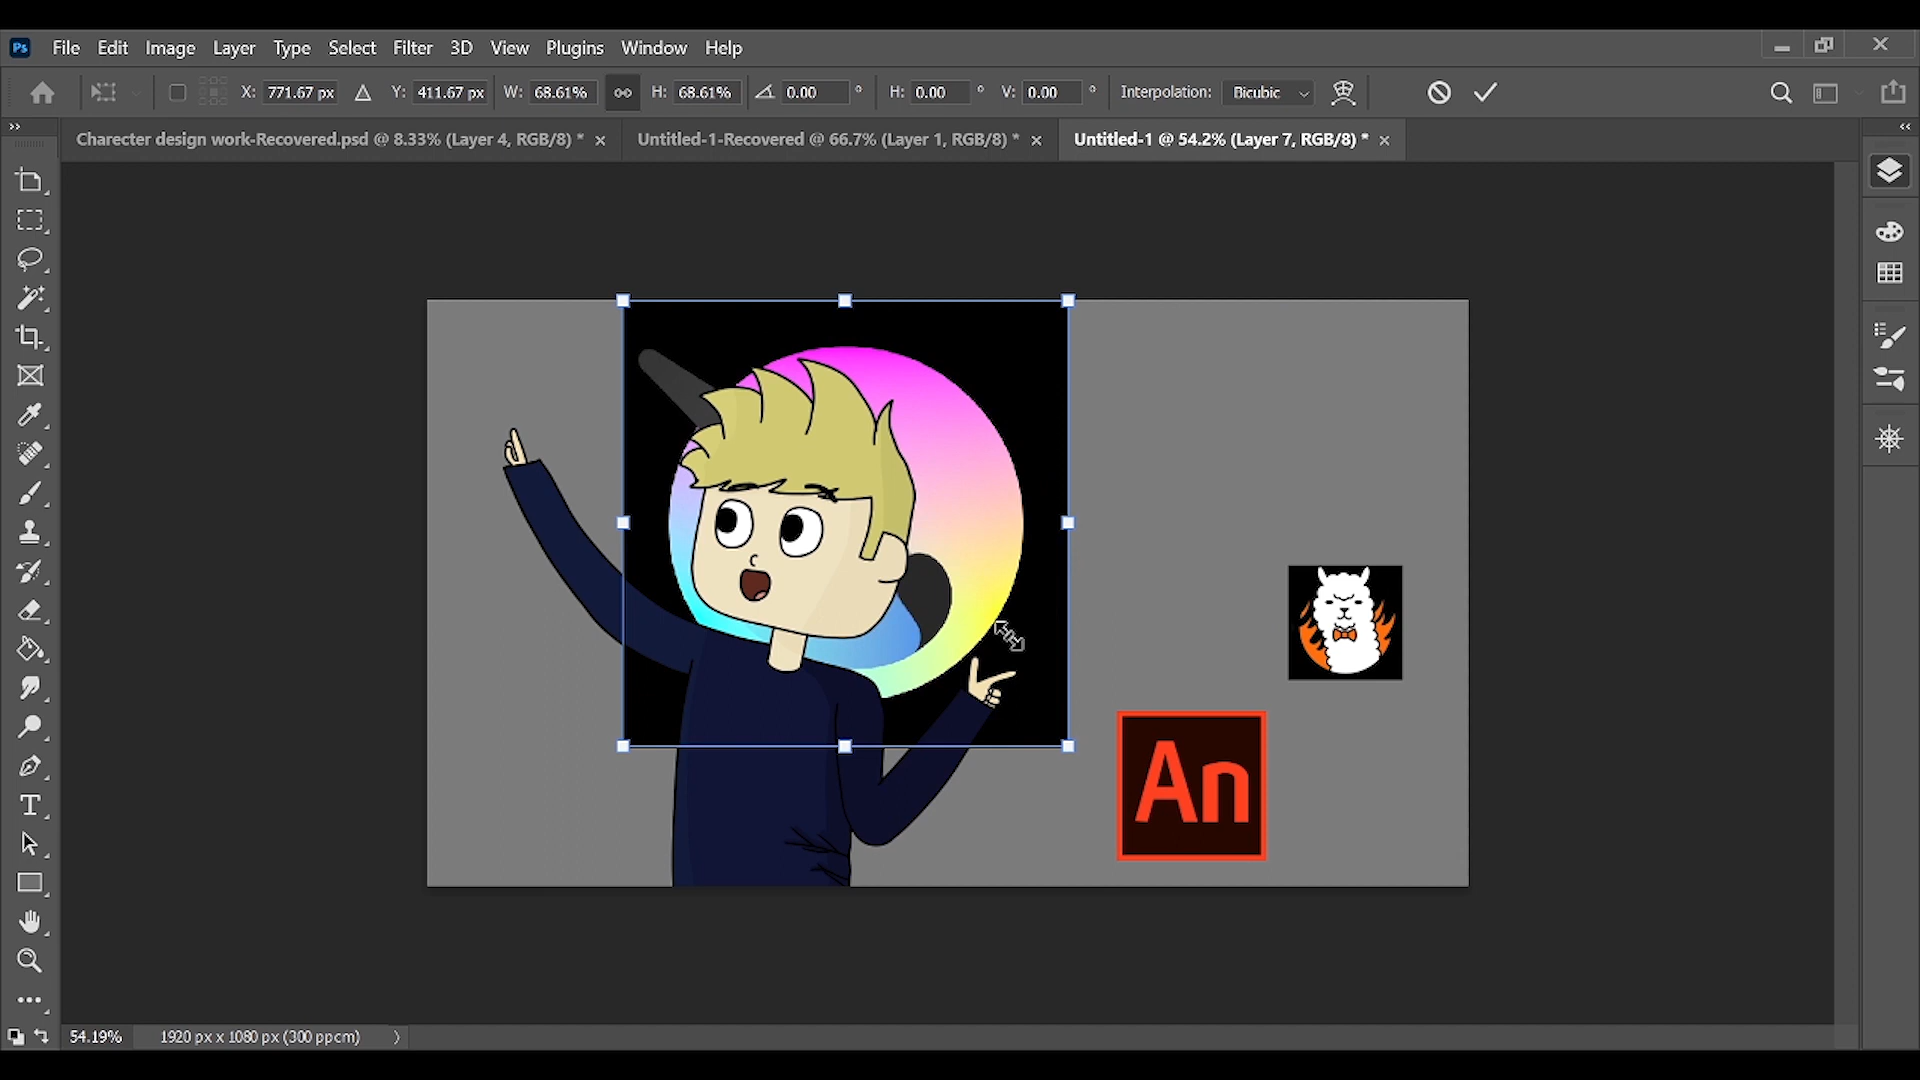 Ps File Edit Image Layer Type Select Filter 3D View Plugins Window Help
X: 771.67 px Y: 411.67 px W: 68.61% H: 68.61% 0.00 ° H: 0.00 ° V: 0.00 ° Interpolation: Bicubic
Charecter design work-Recovered.psd @ 8.33% (Layer 4, RGB/8) * × Untitled-1-Recovered @ 66.7% (Layer 1, RGB/8) * × Untitled-1 @ 54.2% (Layer 7, RGB/8) * ×
An
54.19% 1920 px x 1080 px (300 ppcm)